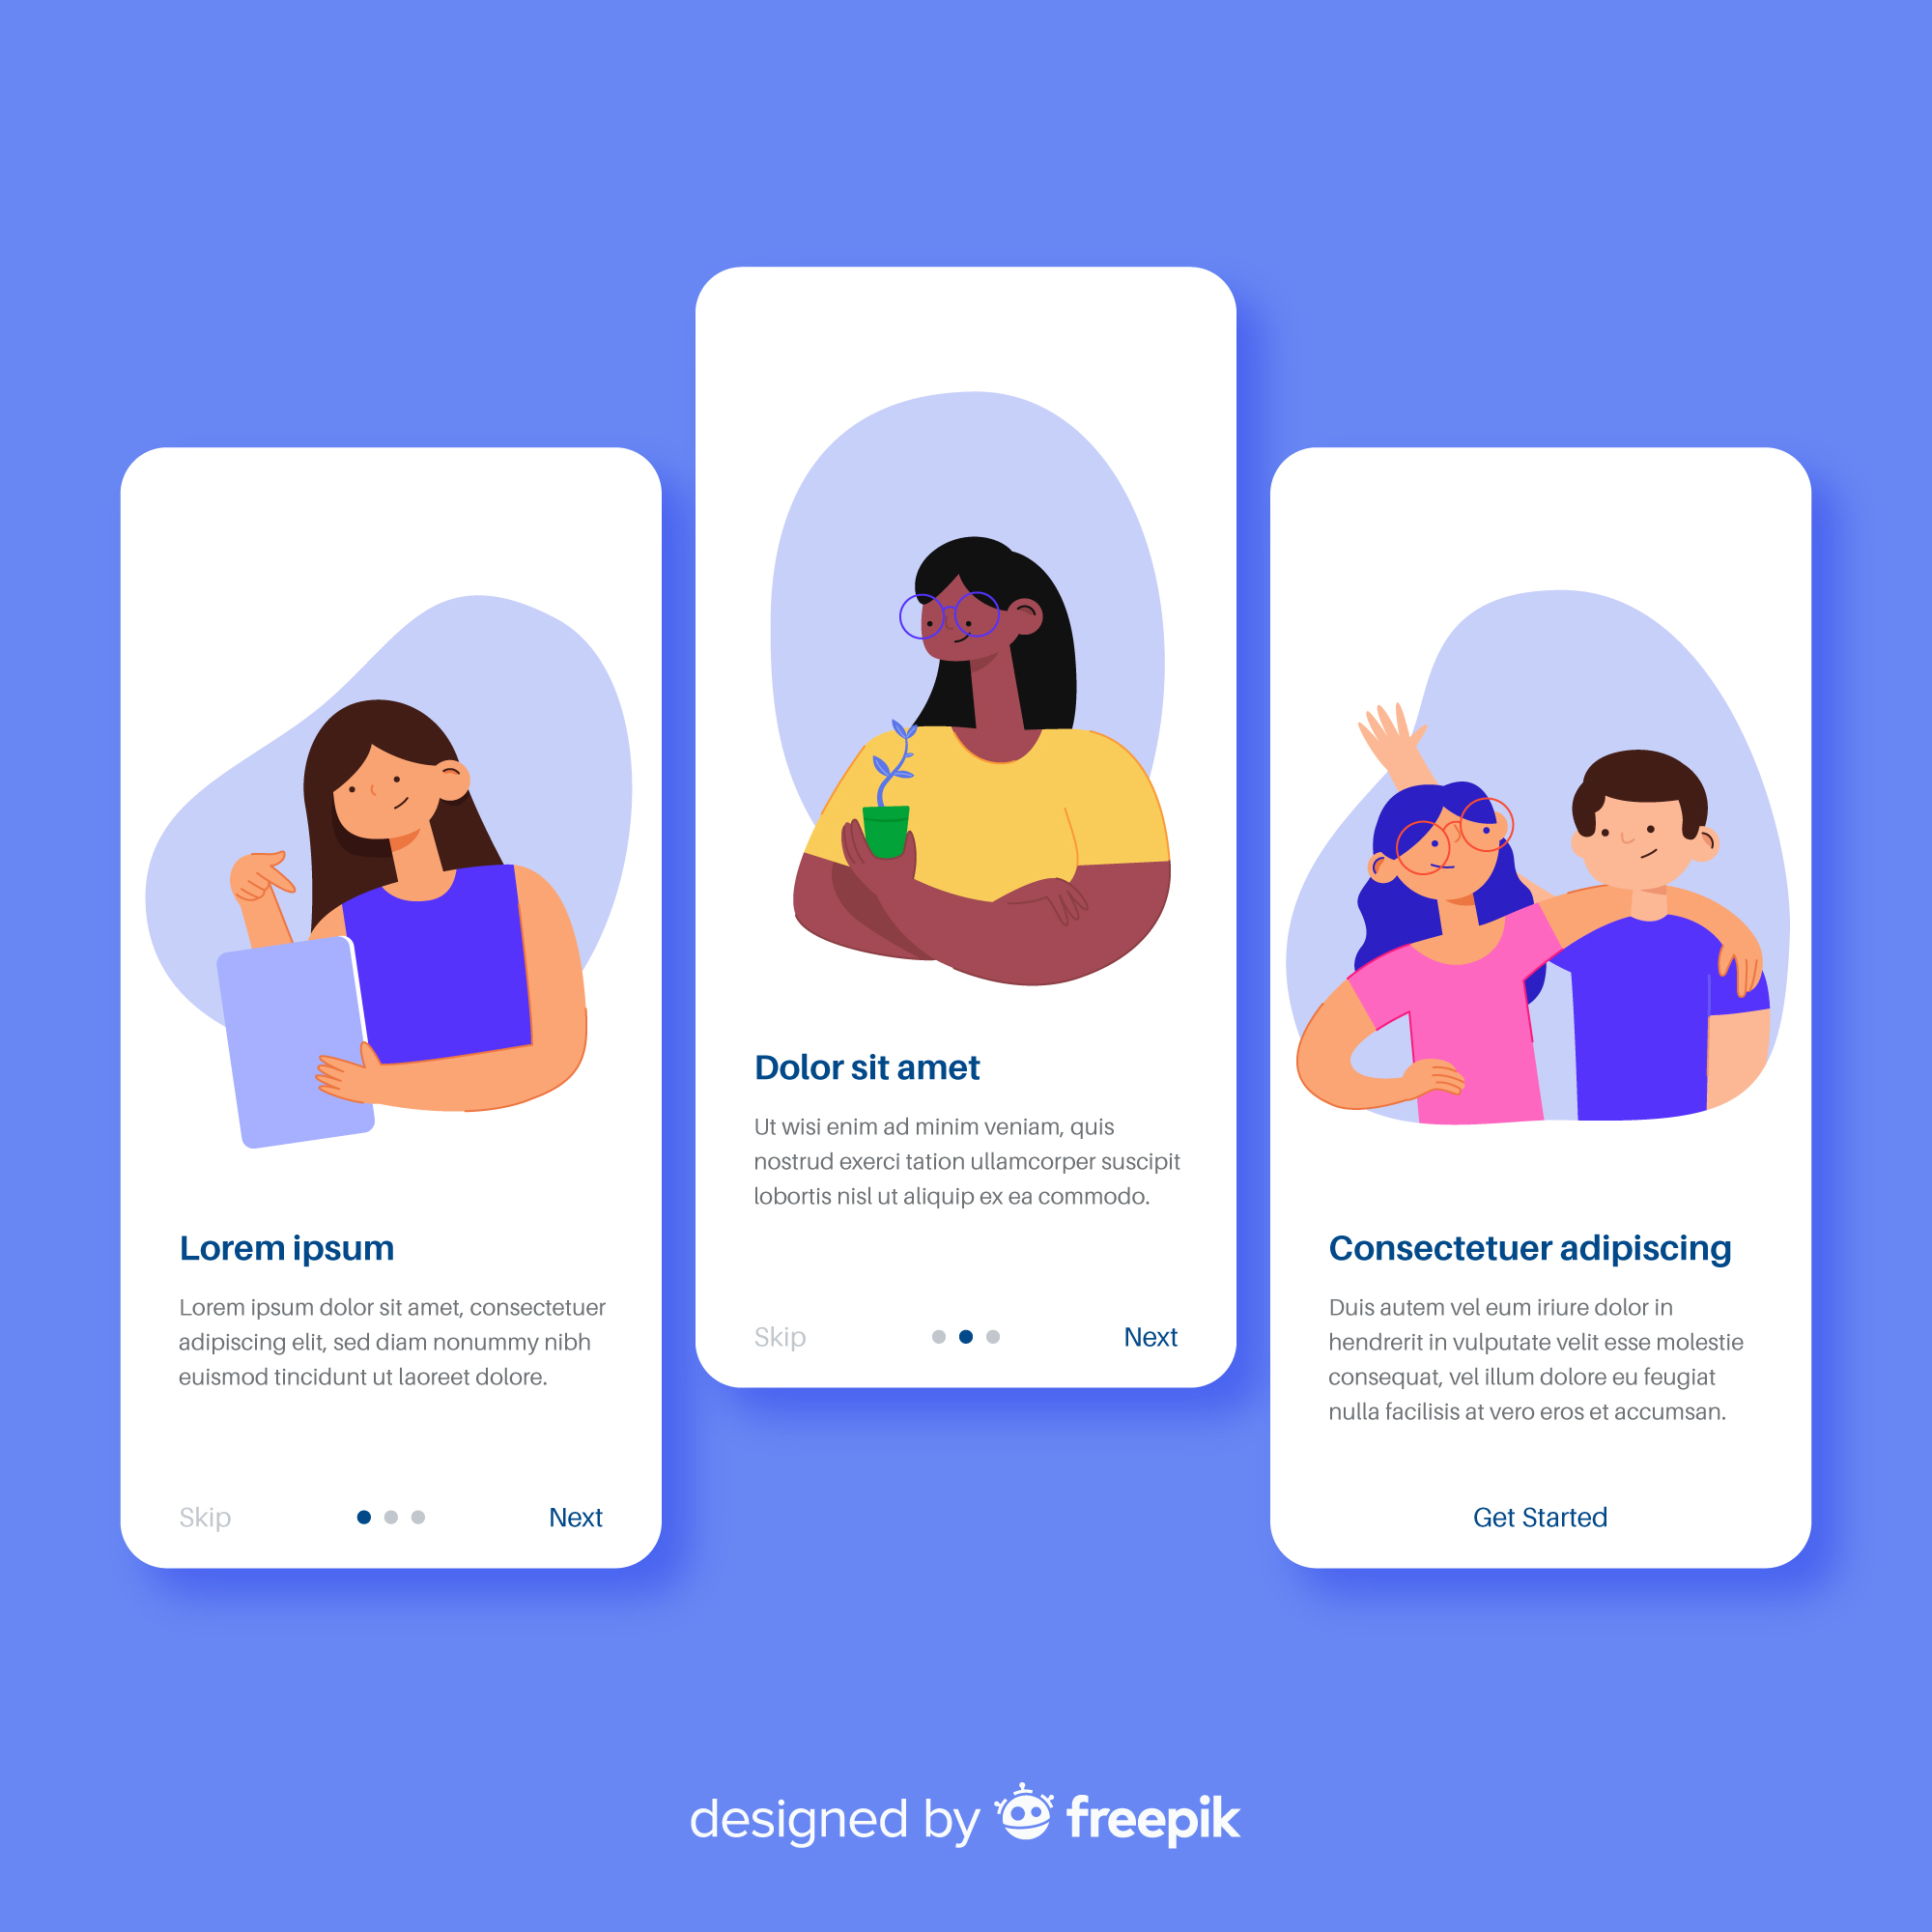 Lorem ipsum
Lorem ipsum dolor sit amet, consectetuer
adipiscing elit, sed diam nonummy nibh
euismod tincidunt ut laoreet dolore.
Skip
Next
Dolor sit amet
Ut wisi enim ad minim veniam, quis
nostrud exerci tation ullamcorper suscipit
lobortis nisl ut aliquip ex ea commodo.
Skip
Next
Consectetuer adipiscing
Duis autem vel eum iriure dolor in
hendrerit in vulputate velit esse molestie
consequat, vel illum dolore eu feugiat
nulla facilisis at vero eros et accumsan.
Get Started
designed by freepik